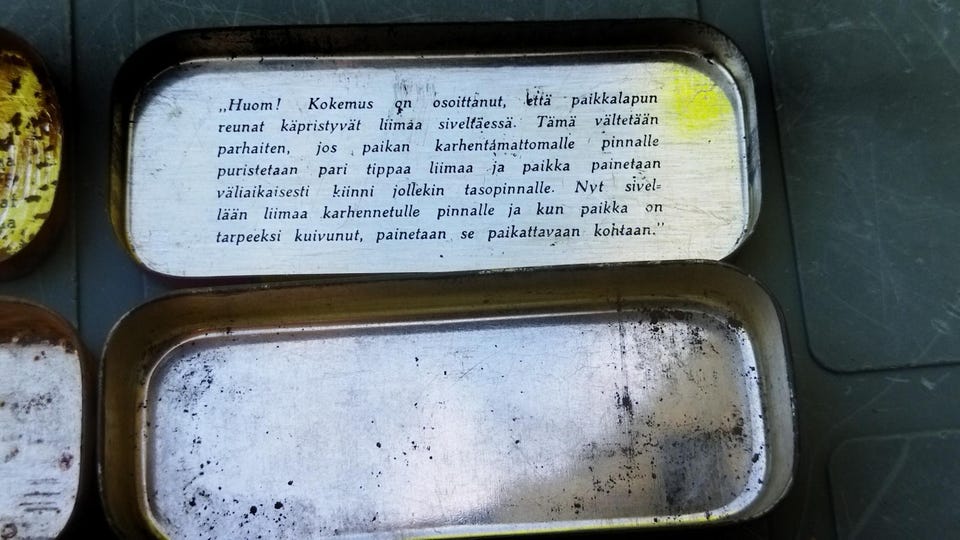 „Huom! Kokemus on osoittanut, että paikkalapun
reunat käpristyvät liimaa siveltäessä. Tämä vältetään
parhaiten, jos paikan karhentamattomalle pinnalle
puristetaan pari tippaa liimaa ja paikka painetaan
väliaikaisesti kiinni jollekin tasopinnalle. Nyt sivel=
lään liimaa karhennetulle pinnalle ja kun paikka on
tarpeeksi kuivunut, painetaan se paikattavaan kohtaan.”